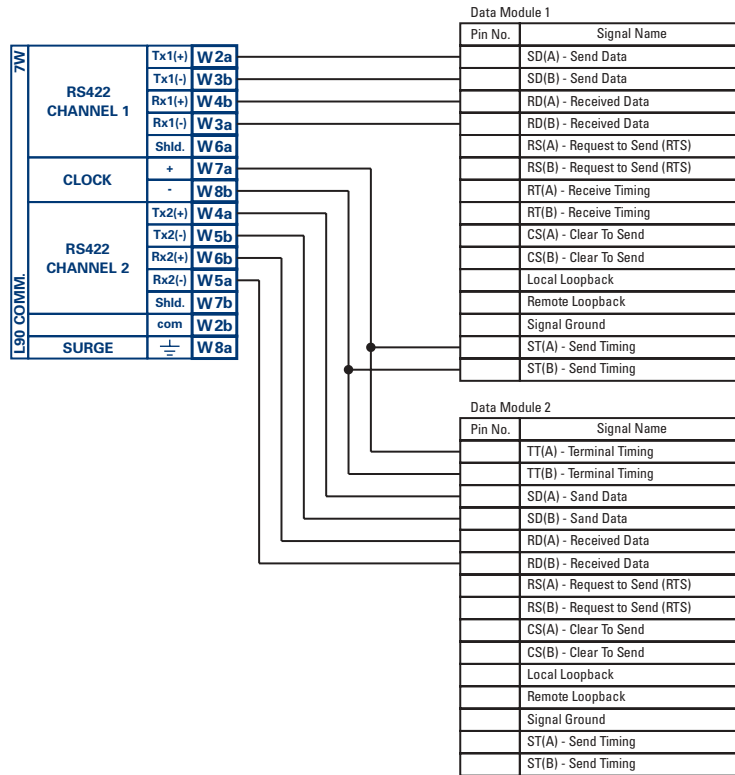 Data Module 1
Pin No. Signal Name
SD(A) - Send Data
SD(B) - Send Data
RD(A) - Received Data
RD(B) - Received Data
RS(A) - Request to Send (RTS)
RS(B) - Request to Send (RTS)
RT(A) - Receive Timing
RT(B) - Receive Timing
CS(A) - Clear To Send
CS(B) - Clear To Send
Local Loopback
Remote Loopback
Signal Ground
ST(A) - Send Timing
ST(B) - Send Timing
7W
L90 COMM.
RS422
CHANNEL 1
Tx1(+) W2a
Tx1(-) W3b
Rx1(+) W4b
Rx1(-) W3a
Shld. W6a
CLOCK
+ W7a
- W8b
RS422
CHANNEL 2
Tx2(+) W4a
Tx2(-) W5b
Rx2(+) W6b
Rx2(-) W5a
Shld. W7b
com W2b
SURGE W8a
Data Module 2
Pin No. Signal Name
TT(A) - Terminal Timing
TT(B) - Terminal Timing
SD(A) - Sand Data
SD(B) - Sand Data
RD(A) - Received Data
RD(B) - Received Data
RS(A) - Request to Send (RTS)
RS(B) - Request to Send (RTS)
CS(A) - Clear To Send
CS(B) - Clear To Send
Local Loopback
Remote Loopback
Signal Ground
ST(A) - Send Timing
ST(B) - Send Timing